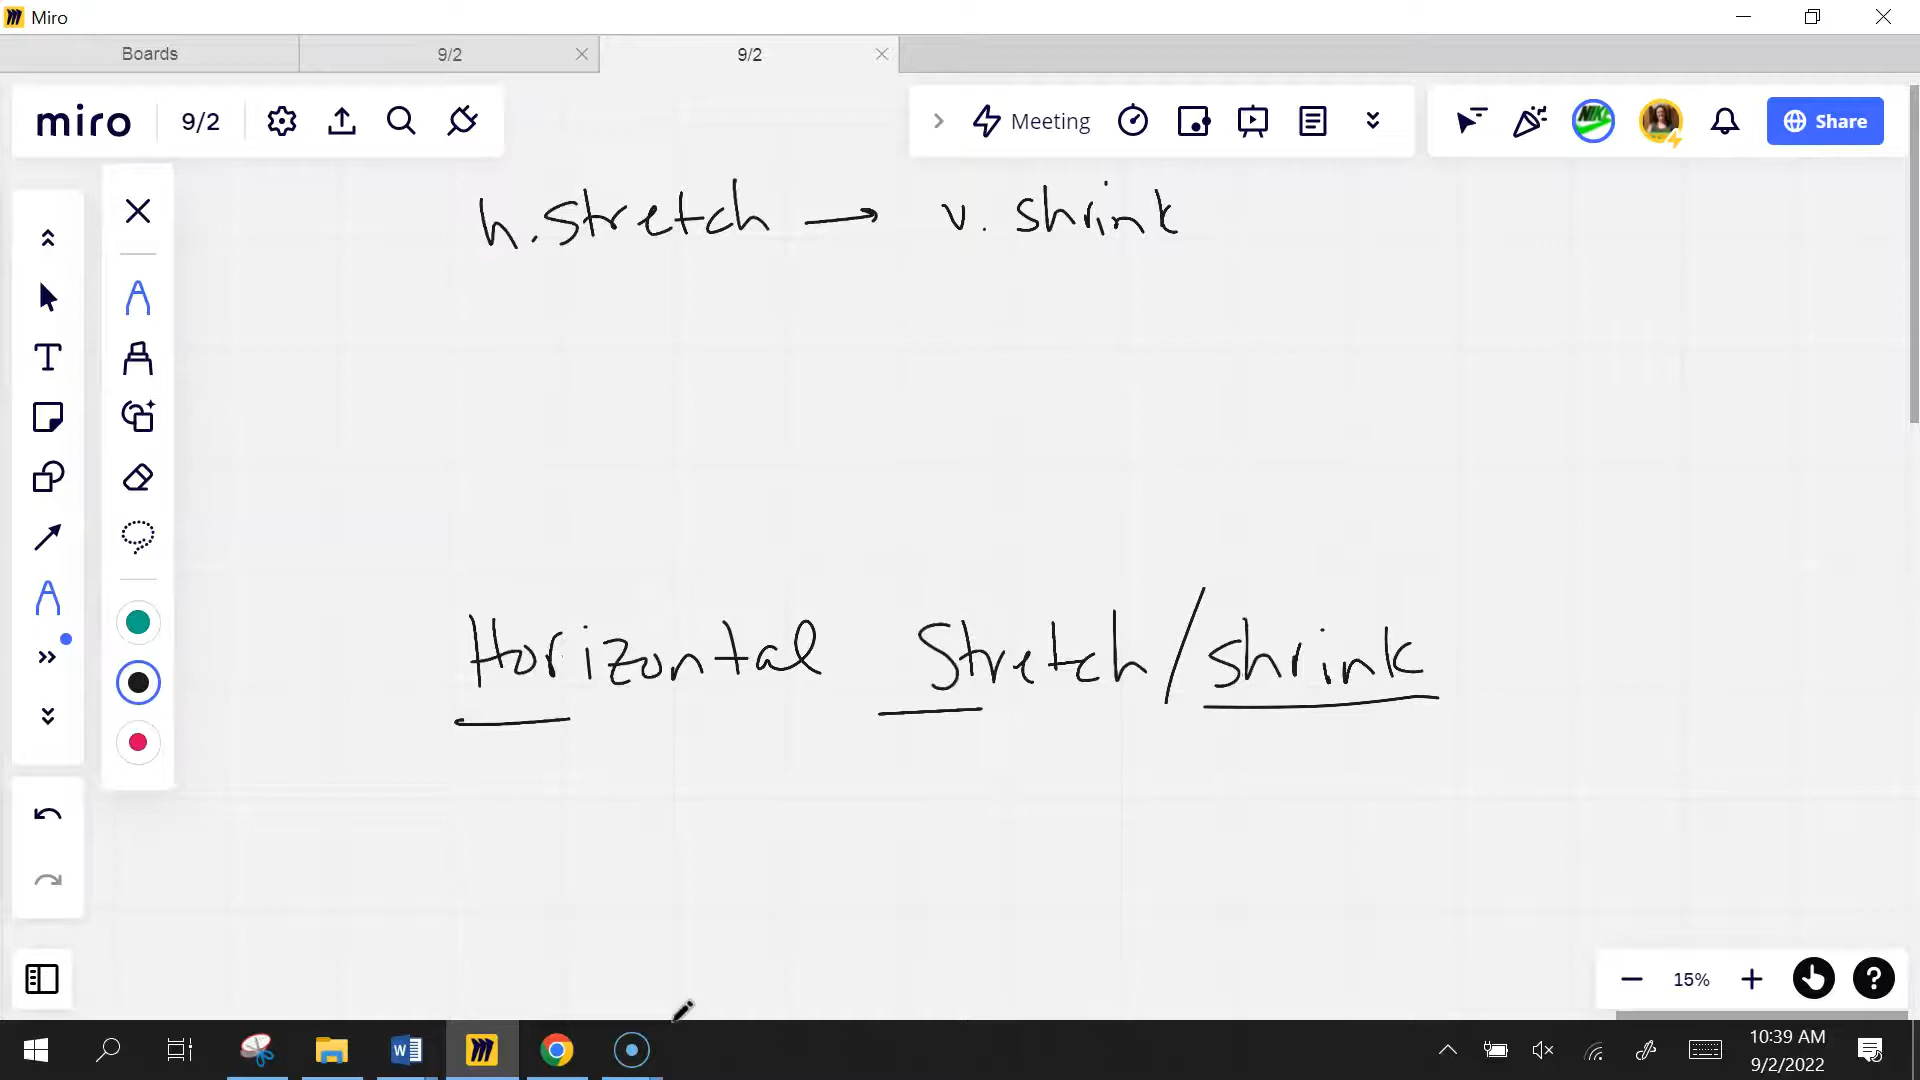 Miro
Boards 9/2 9/2
miro 9/2 Meeting Share
h. stretch → v. shrink
Horizontal Stretch/shrink
15%
10:39 AM
9/2/2022